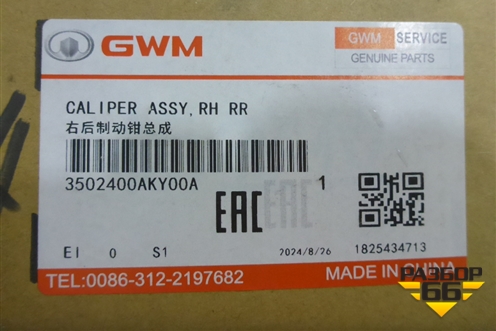 GWM
GWM SERVICE
GENUINE PARTS
CALIPER ASSY,RH RR
右后制动钳总成
3502400AKY00A
1
EAC
EI 0 S1
2024/8/26
1825434713
TEL:0086-312-2197682
MADE IN CHINA
РАЗБОР
66